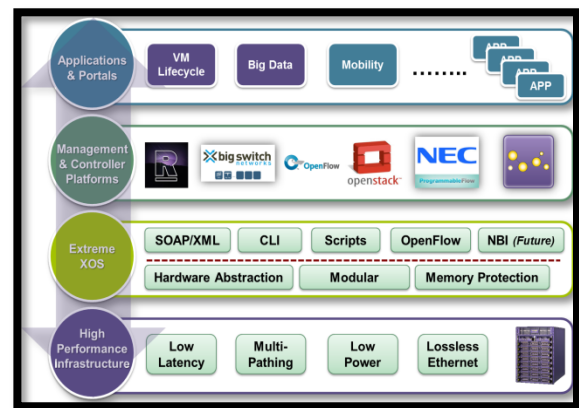 Applications
& Portals
VM
Lifecycle
Big Data
Mobility
........
APP
APP
APP
APP
Management
& Controller
Platforms
R
big switch
networks
OpenFlow
openstack™
NEC
ProgrammableFlow
Extreme
XOS
SOAP/XML
CLI
Scripts
OpenFlow
NBI (Future)
Hardware Abstraction
Modular
Memory Protection
High
Performance
Infrastructure
Low
Latency
Multi-
Pathing
Low
Power
Lossless
Ethernet